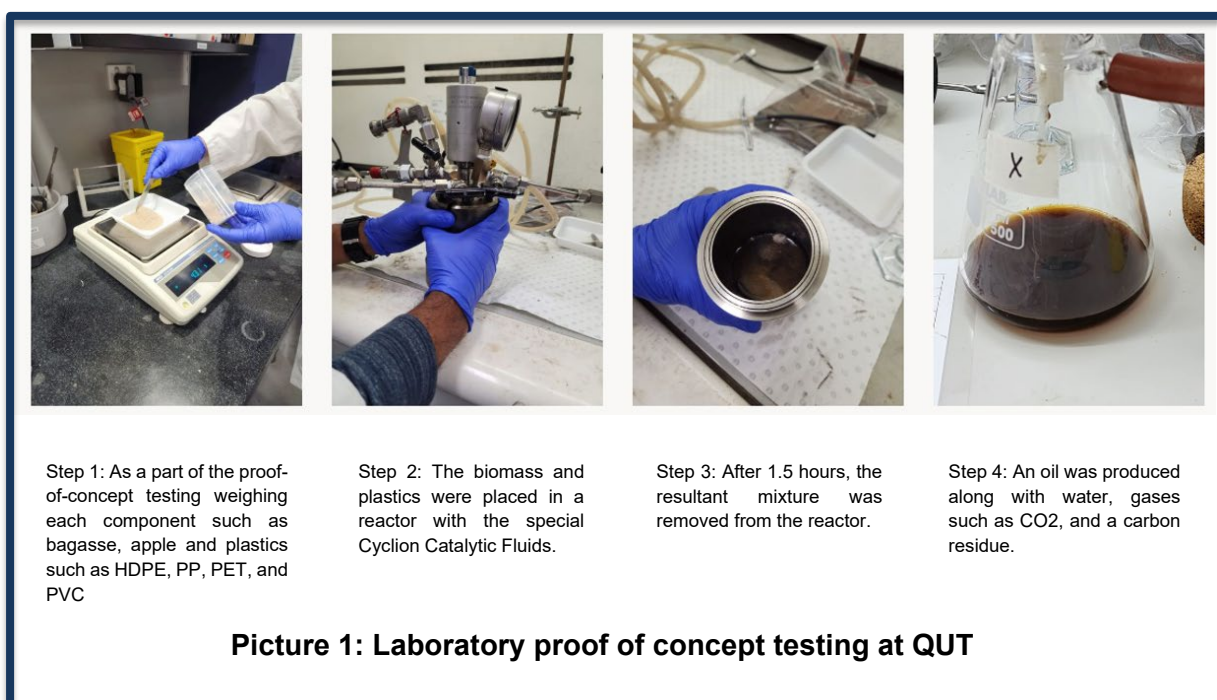 X
LAB
500
Step 1: As a part of the proof-
of-concept testing weighing
each component such as
bagasse, apple and plastics
such as HDPE, PP, PET, and
PVC
Step 2: The biomass and
plastics were placed in a
reactor with the special
Cyclion Catalytic Fluids.
Step 3: After 1.5 hours, the
resultant mixture was
removed from the reactor.
Step 4: An oil was produced
along with water, gases
such as CO2, and a carbon
residue.
Picture 1: Laboratory proof of concept testing at QUT